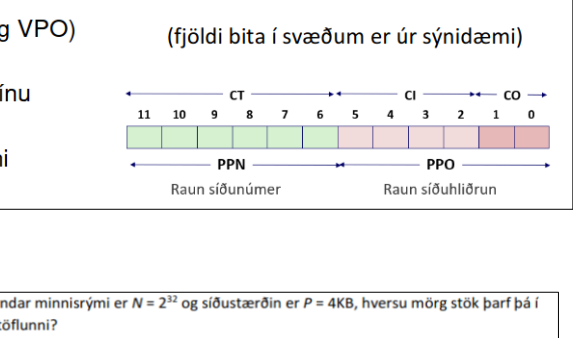 g VPO)
(fjöldi bita í svæðum er úr sýnidæmi)
ínu
CT CI CO
11 10 9 8 7 6 5 4 3 2 1 0
ni
PPN PPO
Raun síðunúmer Raun síðuhliðrun
ndar minnisrými er N = 2³² og síðustærðin er P = 4KB, hversu mörg stök þarf þá í
töflunni?